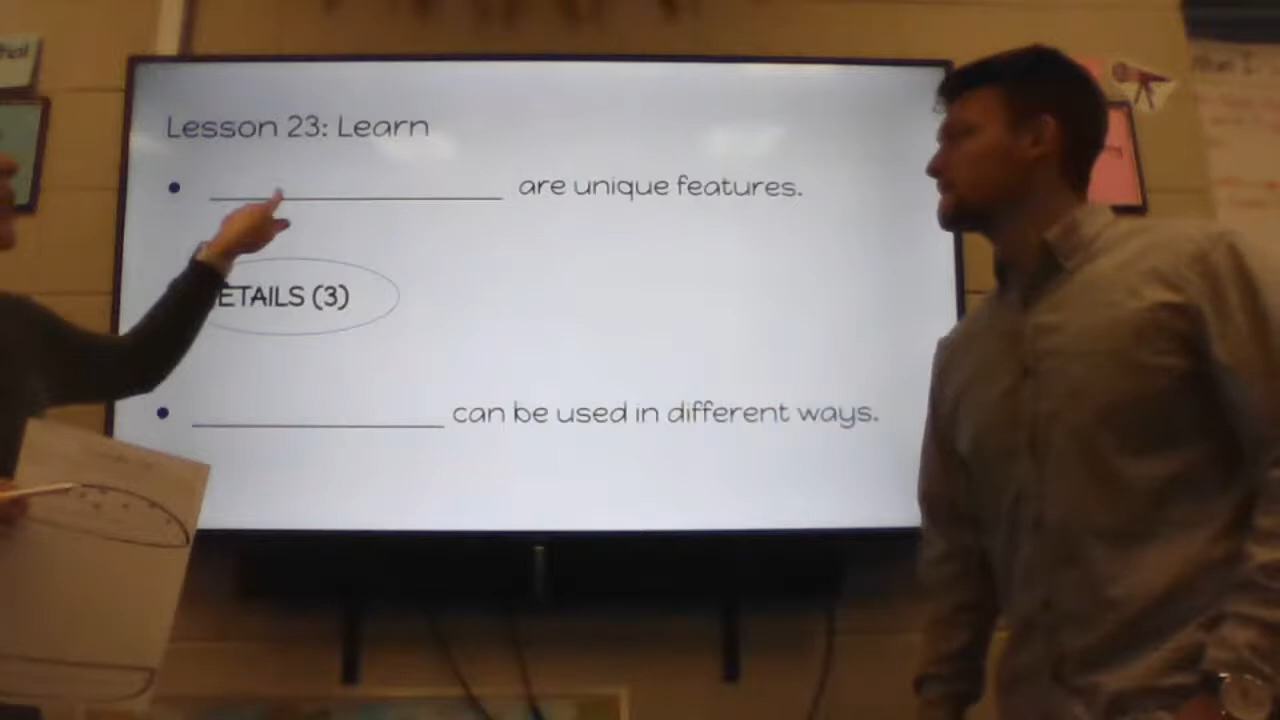 Lesson 23: Learn
• ____________ are unique features.
ETAILS (3)
• ____________ can be used in different ways.